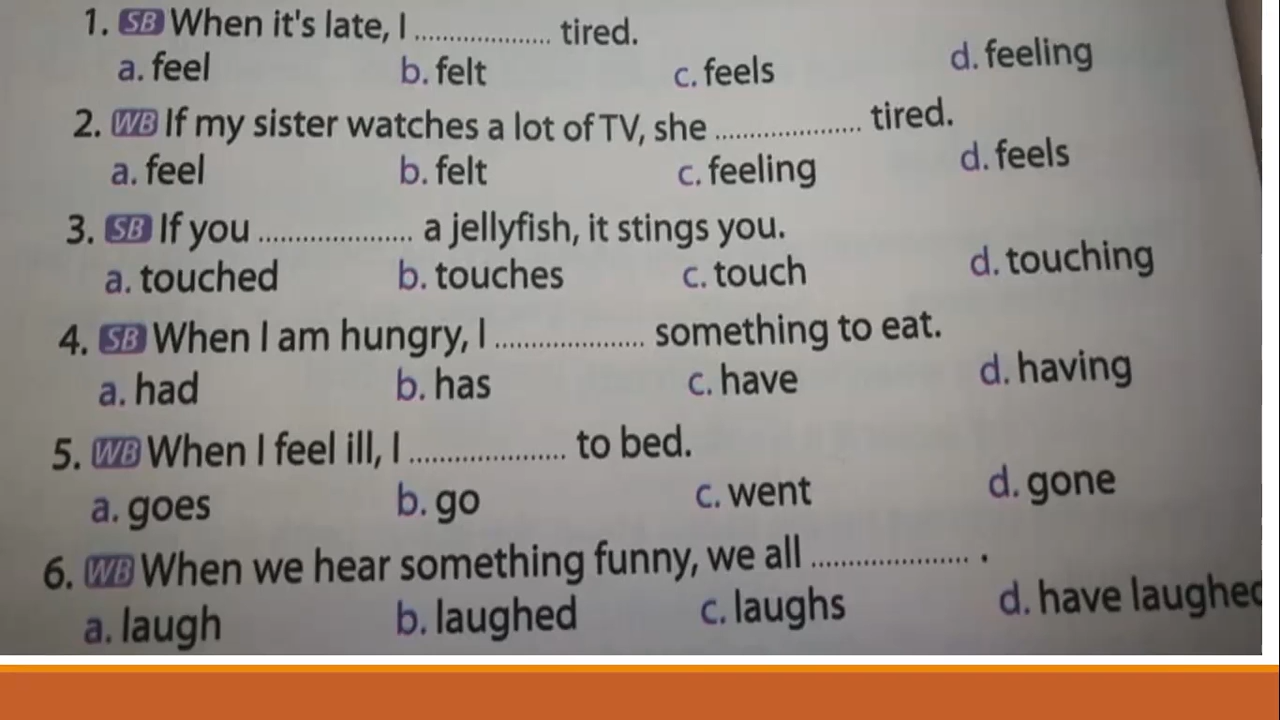 1. SB When it's late, I .................... tired.
a. feel b. felt c. feels d. feeling
2. WB If my sister watches a lot of TV, she .................... tired.
a. feel b. felt c. feeling d. feels
3. SB If you .................... a jellyfish, it stings you.
a. touched b. touches c. touch d. touching
4. SB When I am hungry, I .................... something to eat.
a. had b. has c. have d. having
5. WB When I feel ill, I .................... to bed.
a. goes b. go c. went d. gone
6. WB When we hear something funny, we all .................... .
a. laugh b. laughed c. laughs d. have laughed